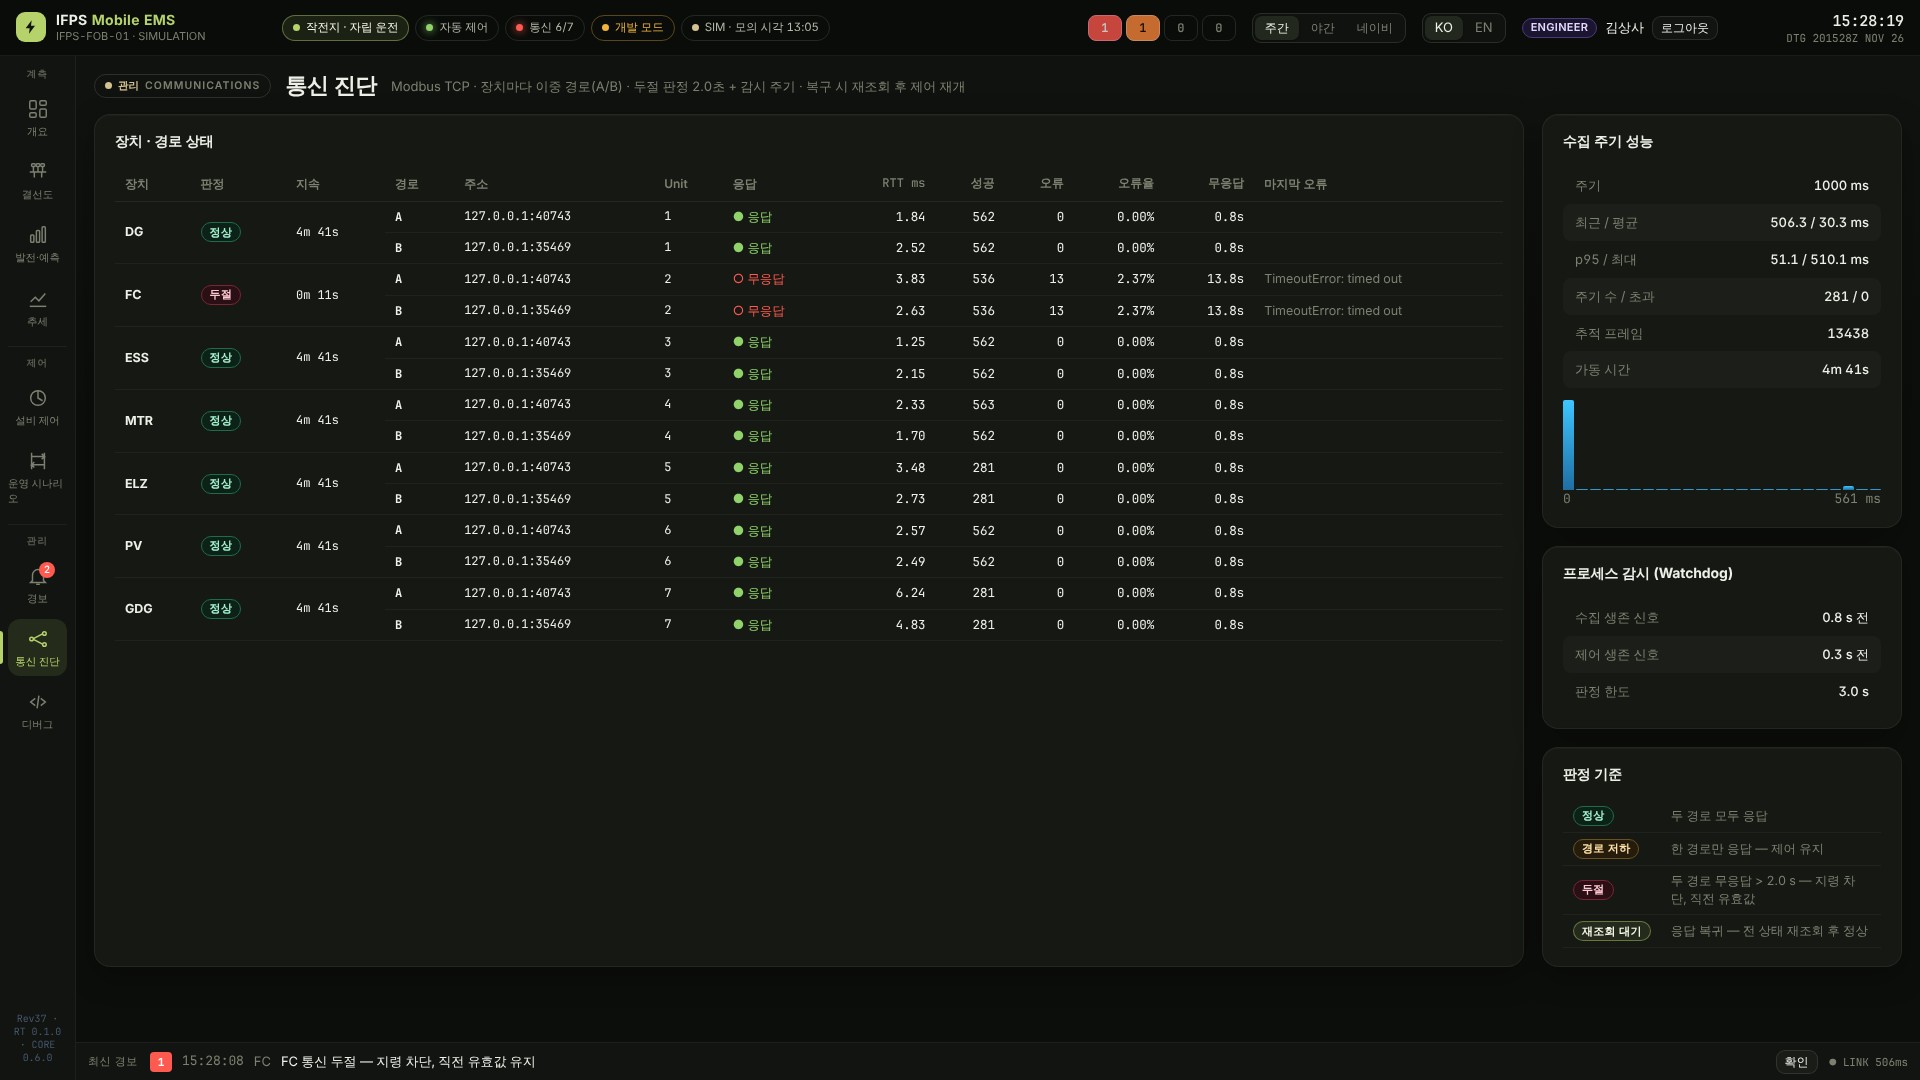 IFPS Mobile EMS
IFPS-FOB-01 · SIMULATION
작전지 · 자립 운전
자동 제어
통신 6/7
개발 모드
SIM · 모의 시각 13:05
1 1 0 0
주간 야간 네이비
KO EN
ENGINEER 김상사 로그아웃
15:28:19
DTG 201528Z NOV 26
계측
개요
결선도
발전·예측
추세
제어
설비 제어
운영 시나리
오
관리
2
경보
통신 진단
디버그
Rev37 ·
RT 0.1.0
· CORE
0.6.0
관리 COMMUNICATIONS
통신 진단
Modbus TCP · 장치마다 이중 경로(A/B) · 두절 판정 2.0초 + 감시 주기 · 복구 시 재조회 후 제어 재개
장치 · 경로 상태
장치 판정 지속 경로 주소 Unit 응답 RTT ms 성공 오류 오류율 무응답 마지막 오류
DG 정상 4m 41s
A 127.0.0.1:40743 1 응답 1.84 562 0 0.00% 0.8s
B 127.0.0.1:35469 1 응답 2.52 562 0 0.00% 0.8s
FC 두절 0m 11s
A 127.0.0.1:40743 2 무응답 3.83 536 13 2.37% 13.8s TimeoutError: timed out
B 127.0.0.1:35469 2 무응답 2.63 536 13 2.37% 13.8s TimeoutError: timed out
ESS 정상 4m 41s
A 127.0.0.1:40743 3 응답 1.25 562 0 0.00% 0.8s
B 127.0.0.1:35469 3 응답 2.15 562 0 0.00% 0.8s
MTR 정상 4m 41s
A 127.0.0.1:40743 4 응답 2.33 563 0 0.00% 0.8s
B 127.0.0.1:35469 4 응답 1.70 562 0 0.00% 0.8s
ELZ 정상 4m 41s
A 127.0.0.1:40743 5 응답 3.48 281 0 0.00% 0.8s
B 127.0.0.1:35469 5 응답 2.73 281 0 0.00% 0.8s
PV 정상 4m 41s
A 127.0.0.1:40743 6 응답 2.57 562 0 0.00% 0.8s
B 127.0.0.1:35469 6 응답 2.49 562 0 0.00% 0.8s
GDG 정상 4m 41s
A 127.0.0.1:40743 7 응답 6.24 281 0 0.00% 0.8s
B 127.0.0.1:35469 7 응답 4.83 281 0 0.00% 0.8s
수집 주기 성능
주기 1000 ms
최근 / 평균 506.3 / 30.3 ms
p95 / 최대 51.1 / 510.1 ms
주기 수 / 초과 281 / 0
추적 프레임 13438
가동 시간 4m 41s
0 561 ms
프로세스 감시 (Watchdog)
수집 생존 신호 0.8 s 전
제어 생존 신호 0.3 s 전
판정 한도 3.0 s
판정 기준
정상 두 경로 모두 응답
경로 저하 한 경로만 응답 — 제어 유지
두절 두 경로 무응답 > 2.0 s — 지령 차
단, 직전 유효값
재조회 대기 응답 복귀 — 전 상태 재조회 후 정상
최신 경보 1 15:28:08 FC FC 통신 두절 — 지령 차단, 직전 유효값 유지
확인 LINK 506ms